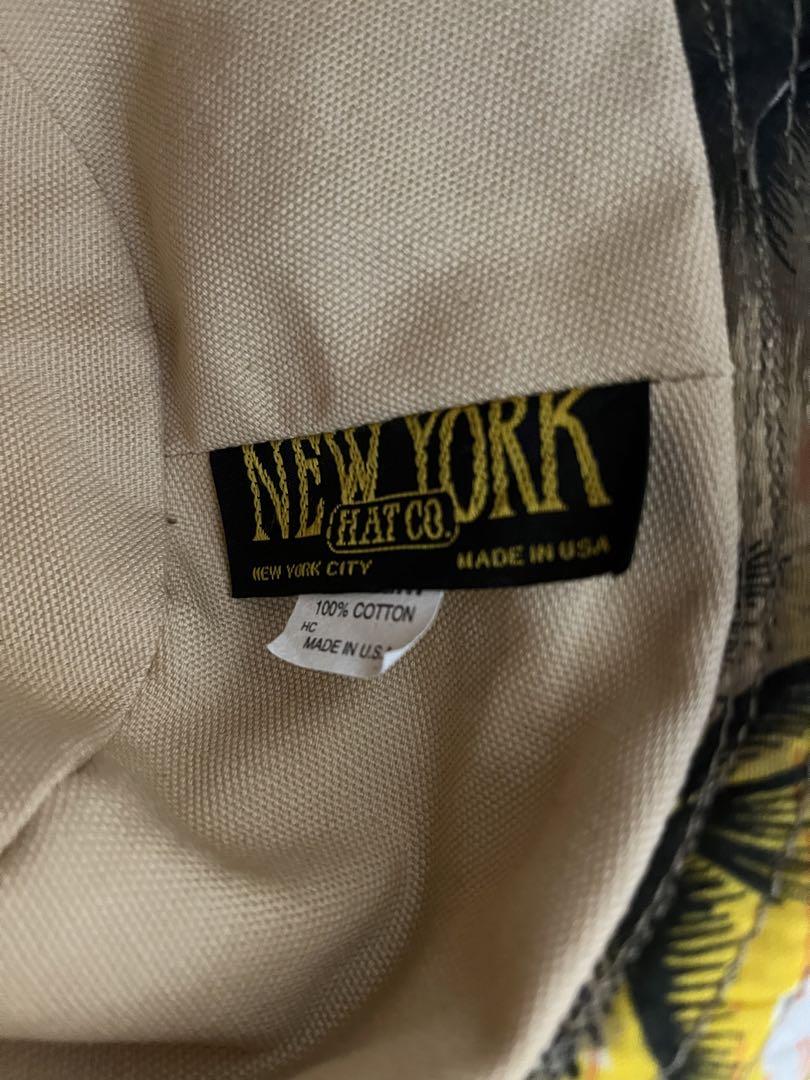 NEW YORK
HAT CO.
NEW YORK CITY MADE IN USA
100% COTTON
HC
MADE IN U.S.